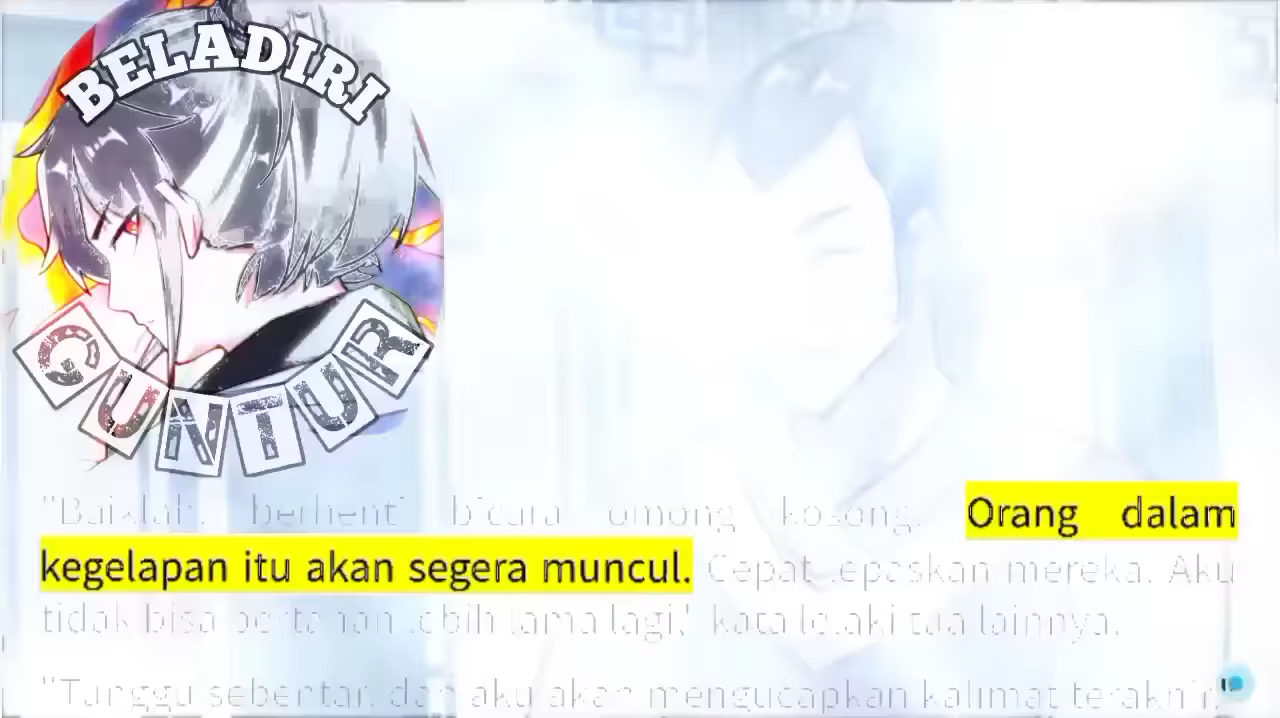 BELADIRI
GUNTUR
"Baiklah, berhenti bicara omong kosong. Orang dalam
kegelapan itu akan segera muncul. Cepat lepaskan mereka. Aku
tidak bisa bertahan lebih lama lagi," kata lelaki tua lainnya.
"Tunggu sebentar, dan aku akan mengucapkan kalimat terakhir.